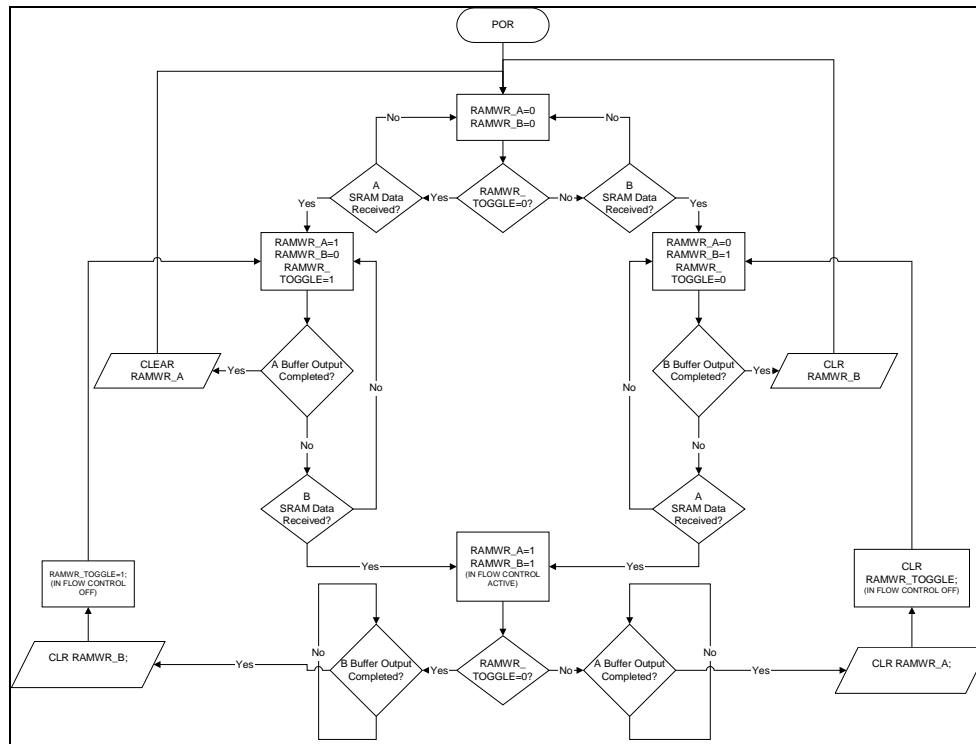 POR
RAMWR_A=0
RAMWR_B=0
No
No
A
SRAM Data
Received?
Yes
RAMWR_
TOGGLE=0?
No
B
SRAM Data
Received?
Yes
Yes
RAMWR_A=1
RAMWR_B=0
RAMWR_
TOGGLE=1
RAMWR_A=0
RAMWR_B=1
RAMWR_
TOGGLE=0
CLEAR
RAMWR_A
Yes
A Buffer Output
Completed?
No
No
B Buffer Output
Completed?
Yes
CLR
RAMWR_B
No
No
B
SRAM Data
Received?
A
SRAM Data
Received?
Yes
RAMWR_A=1
RAMWR_B=1
(IN FLOW CONTROL
ACTIVE)
Yes
RAMWR_TOGGLE=1;
(IN FLOW CONTROL
OFF)
CLR
RAMWR_TOGGLE;
(IN FLOW CONTROL OFF)
CLR RAMWR_B;
Yes
No
B Buffer Output
Completed?
Yes
RAMWR_
TOGGLE=0?
No
A Buffer Output
Completed?
No
Yes
CLR RAMWR_A;